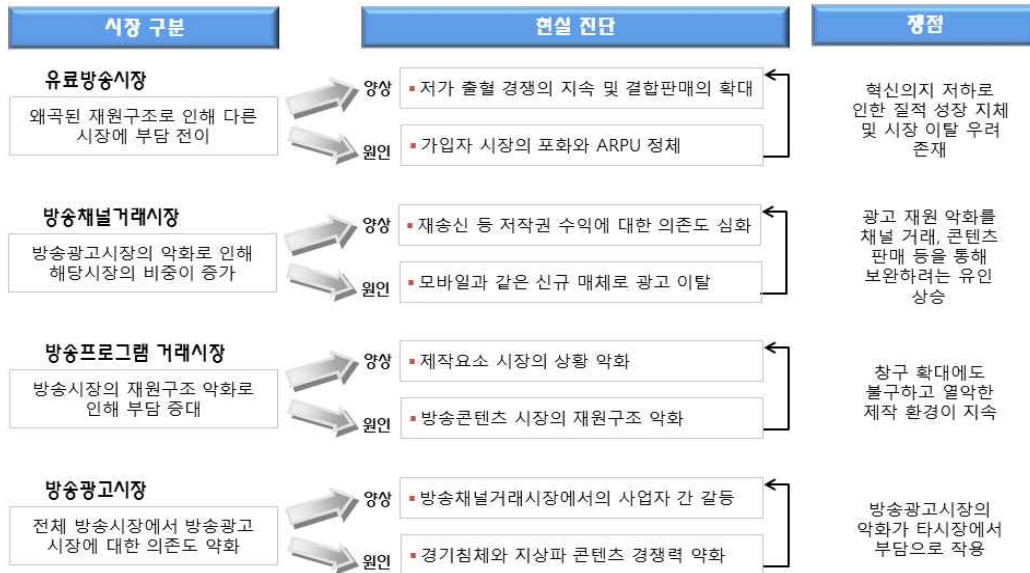 시장 구분
현실 진단
쟁점
유료방송시장
왜곡된 재원구조로 인해 다른
시장에 부담 전이
양상
▪ 저가 출혈 경쟁의 지속 및 결합판매의 확대
원인
▪ 가입자 시장의 포화와 ARPU 정체
혁신의지 저하로
인한 질적 성장 지체
및 시장 이탈 우려
존재
방송채널거래시장
방송광고시장의 악화로 인해
해당시장의 비중이 증가
양상
▪ 재송신 등 저작권 수익에 대한 의존도 심화
원인
▪ 모바일과 같은 신규 매체로 광고 이탈
광고 재원 악화를
채널 거래, 콘텐츠
판매 등을 통해
보완하려는 유인
상승
방송프로그램 거래시장
방송시장의 재원구조 악화로
인해 부담 증대
양상
▪ 제작요소 시장의 상황 악화
원인
▪ 방송콘텐츠 시장의 재원구조 악화
창구 확대에도
불구하고 열악한
제작 환경이 지속
방송광고시장
전체 방송시장에서 방송광고
시장에 대한 의존도 약화
양상
▪ 방송채널거래시장에서의 사업자 간 갈등
원인
▪ 경기침체와 지상파 콘텐츠 경쟁력 약화
방송광고시장의
악화가 타시장에서
부담으로 작용